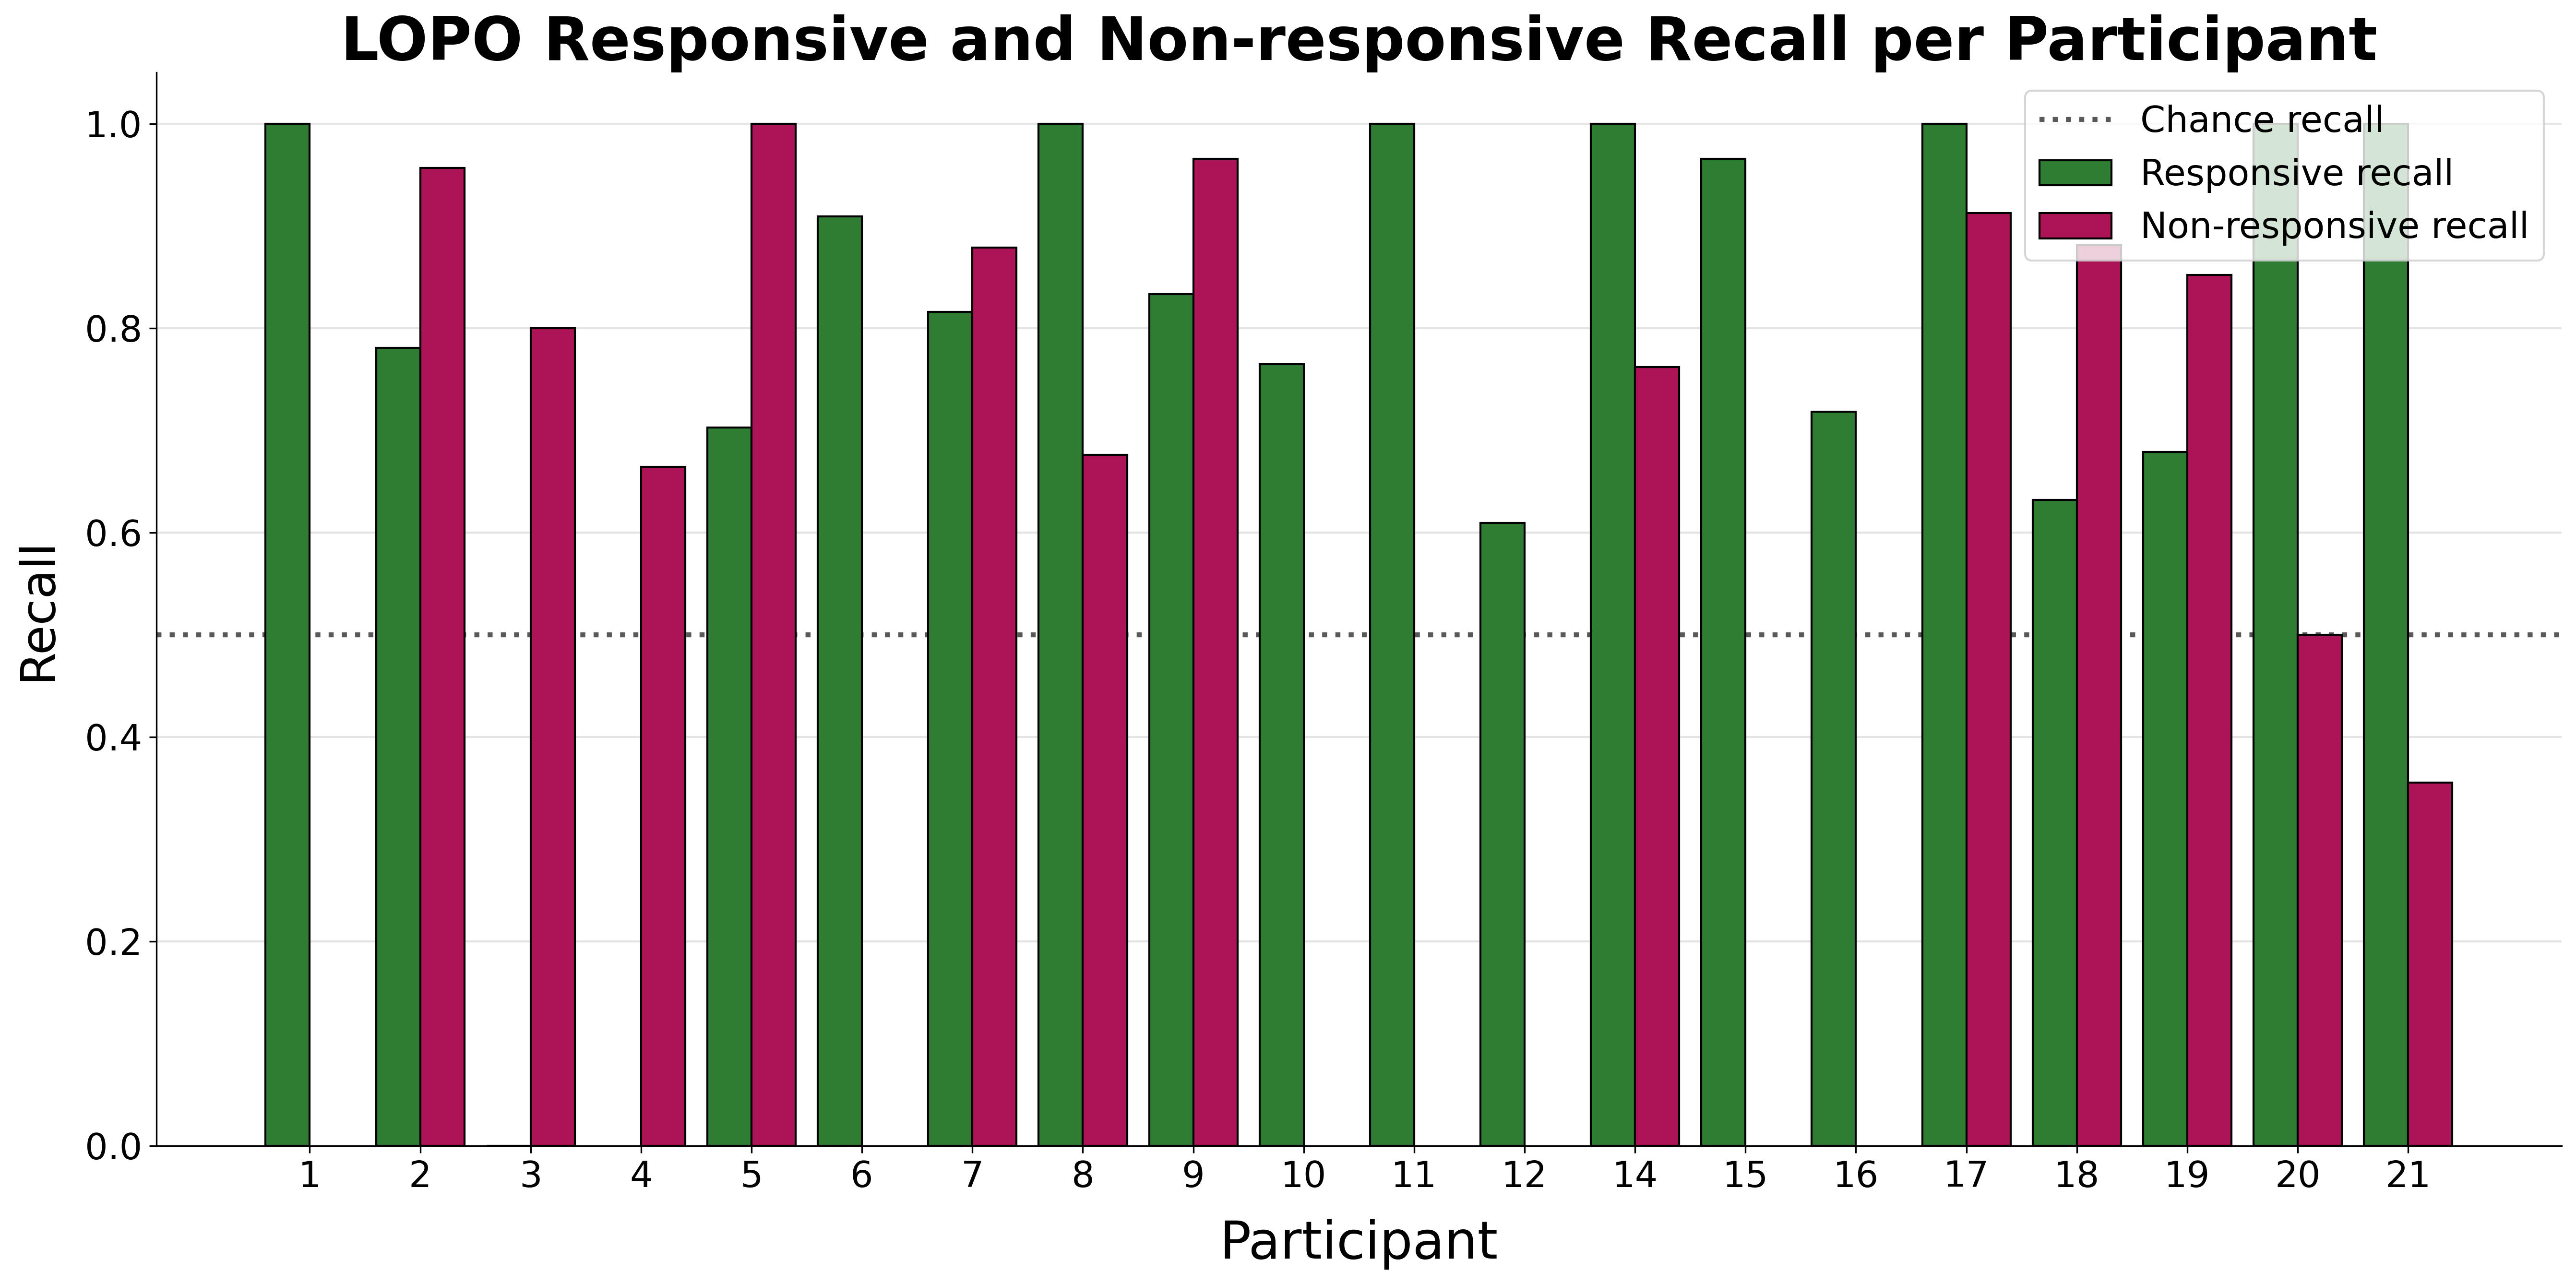 LOPO Responsive and Non-responsive Recall per Participant
Chance recall
Responsive recall
Non-responsive recall
1.0
0.8
0.6
0.4
0.2
0.0
Recall
1 2 3 4 5 6 7 8 9 10 11 12 14 15 16 17 18 19 20 21
Participant